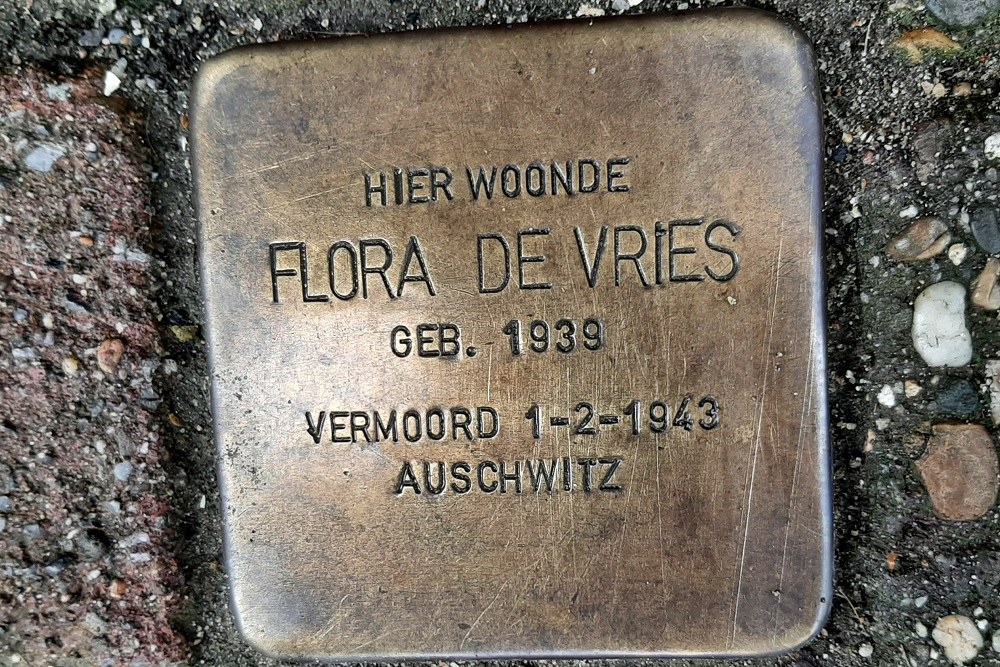 HIER WOONDE
FLORA DE VRIES
GEB. 1939
VERMOORD 1-2-1943
AUSCHWITZ